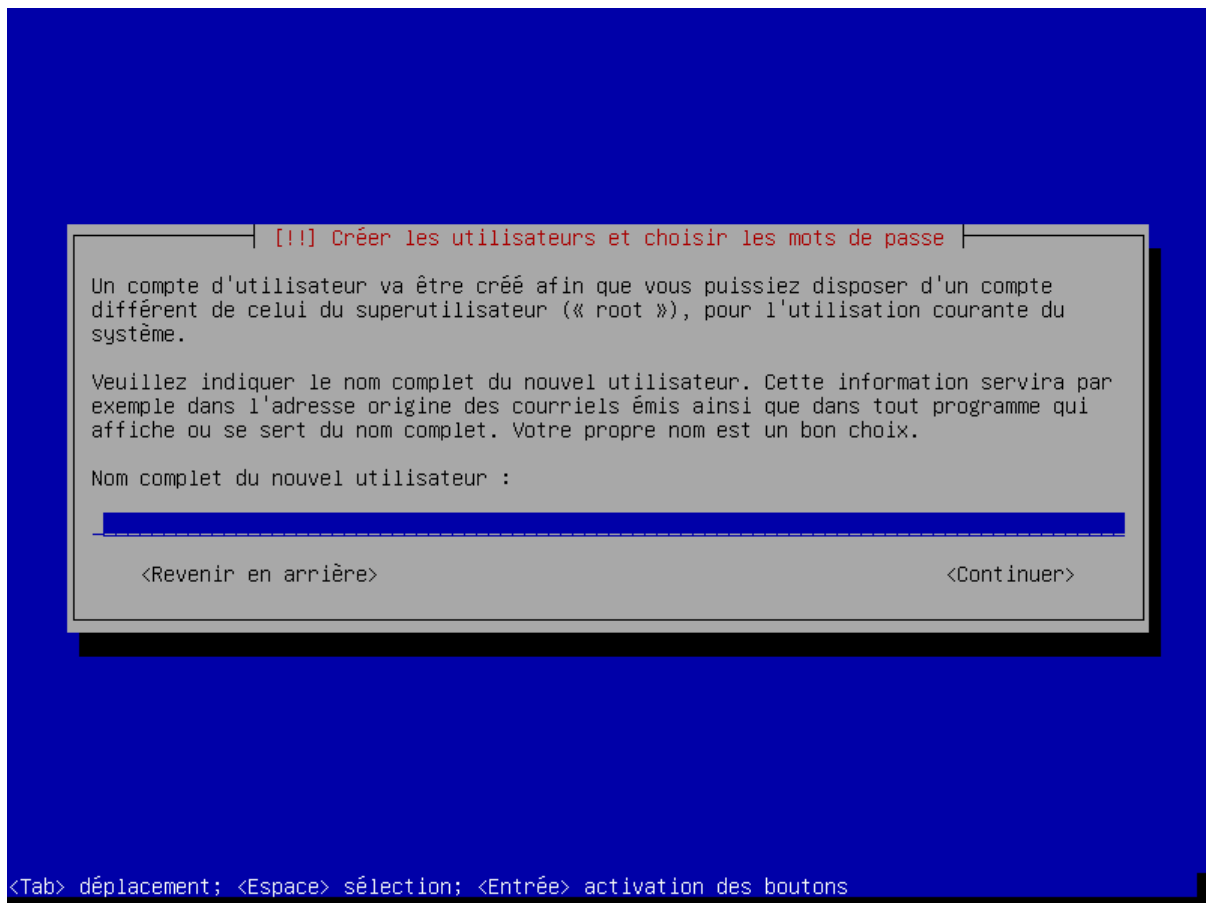 [!!] Créer les utilisateurs et choisir les mots de passe
Un compte d'utilisateur va être créé afin que vous puissiez disposer d'un compte
différent de celui du superutilisateur (« root »), pour l'utilisation courante du
système.
Veuillez indiquer le nom complet du nouvel utilisateur. Cette information servira par
exemple dans l'adresse origine des courriels émis ainsi que dans tout programme qui
affiche ou se sert du nom complet. Votre propre nom est un bon choix.
Nom complet du nouvel utilisateur :
<Revenir en arrière> <Continuer>
<Tab> déplacement; <Espace> sélection; <Entrée> activation des boutons